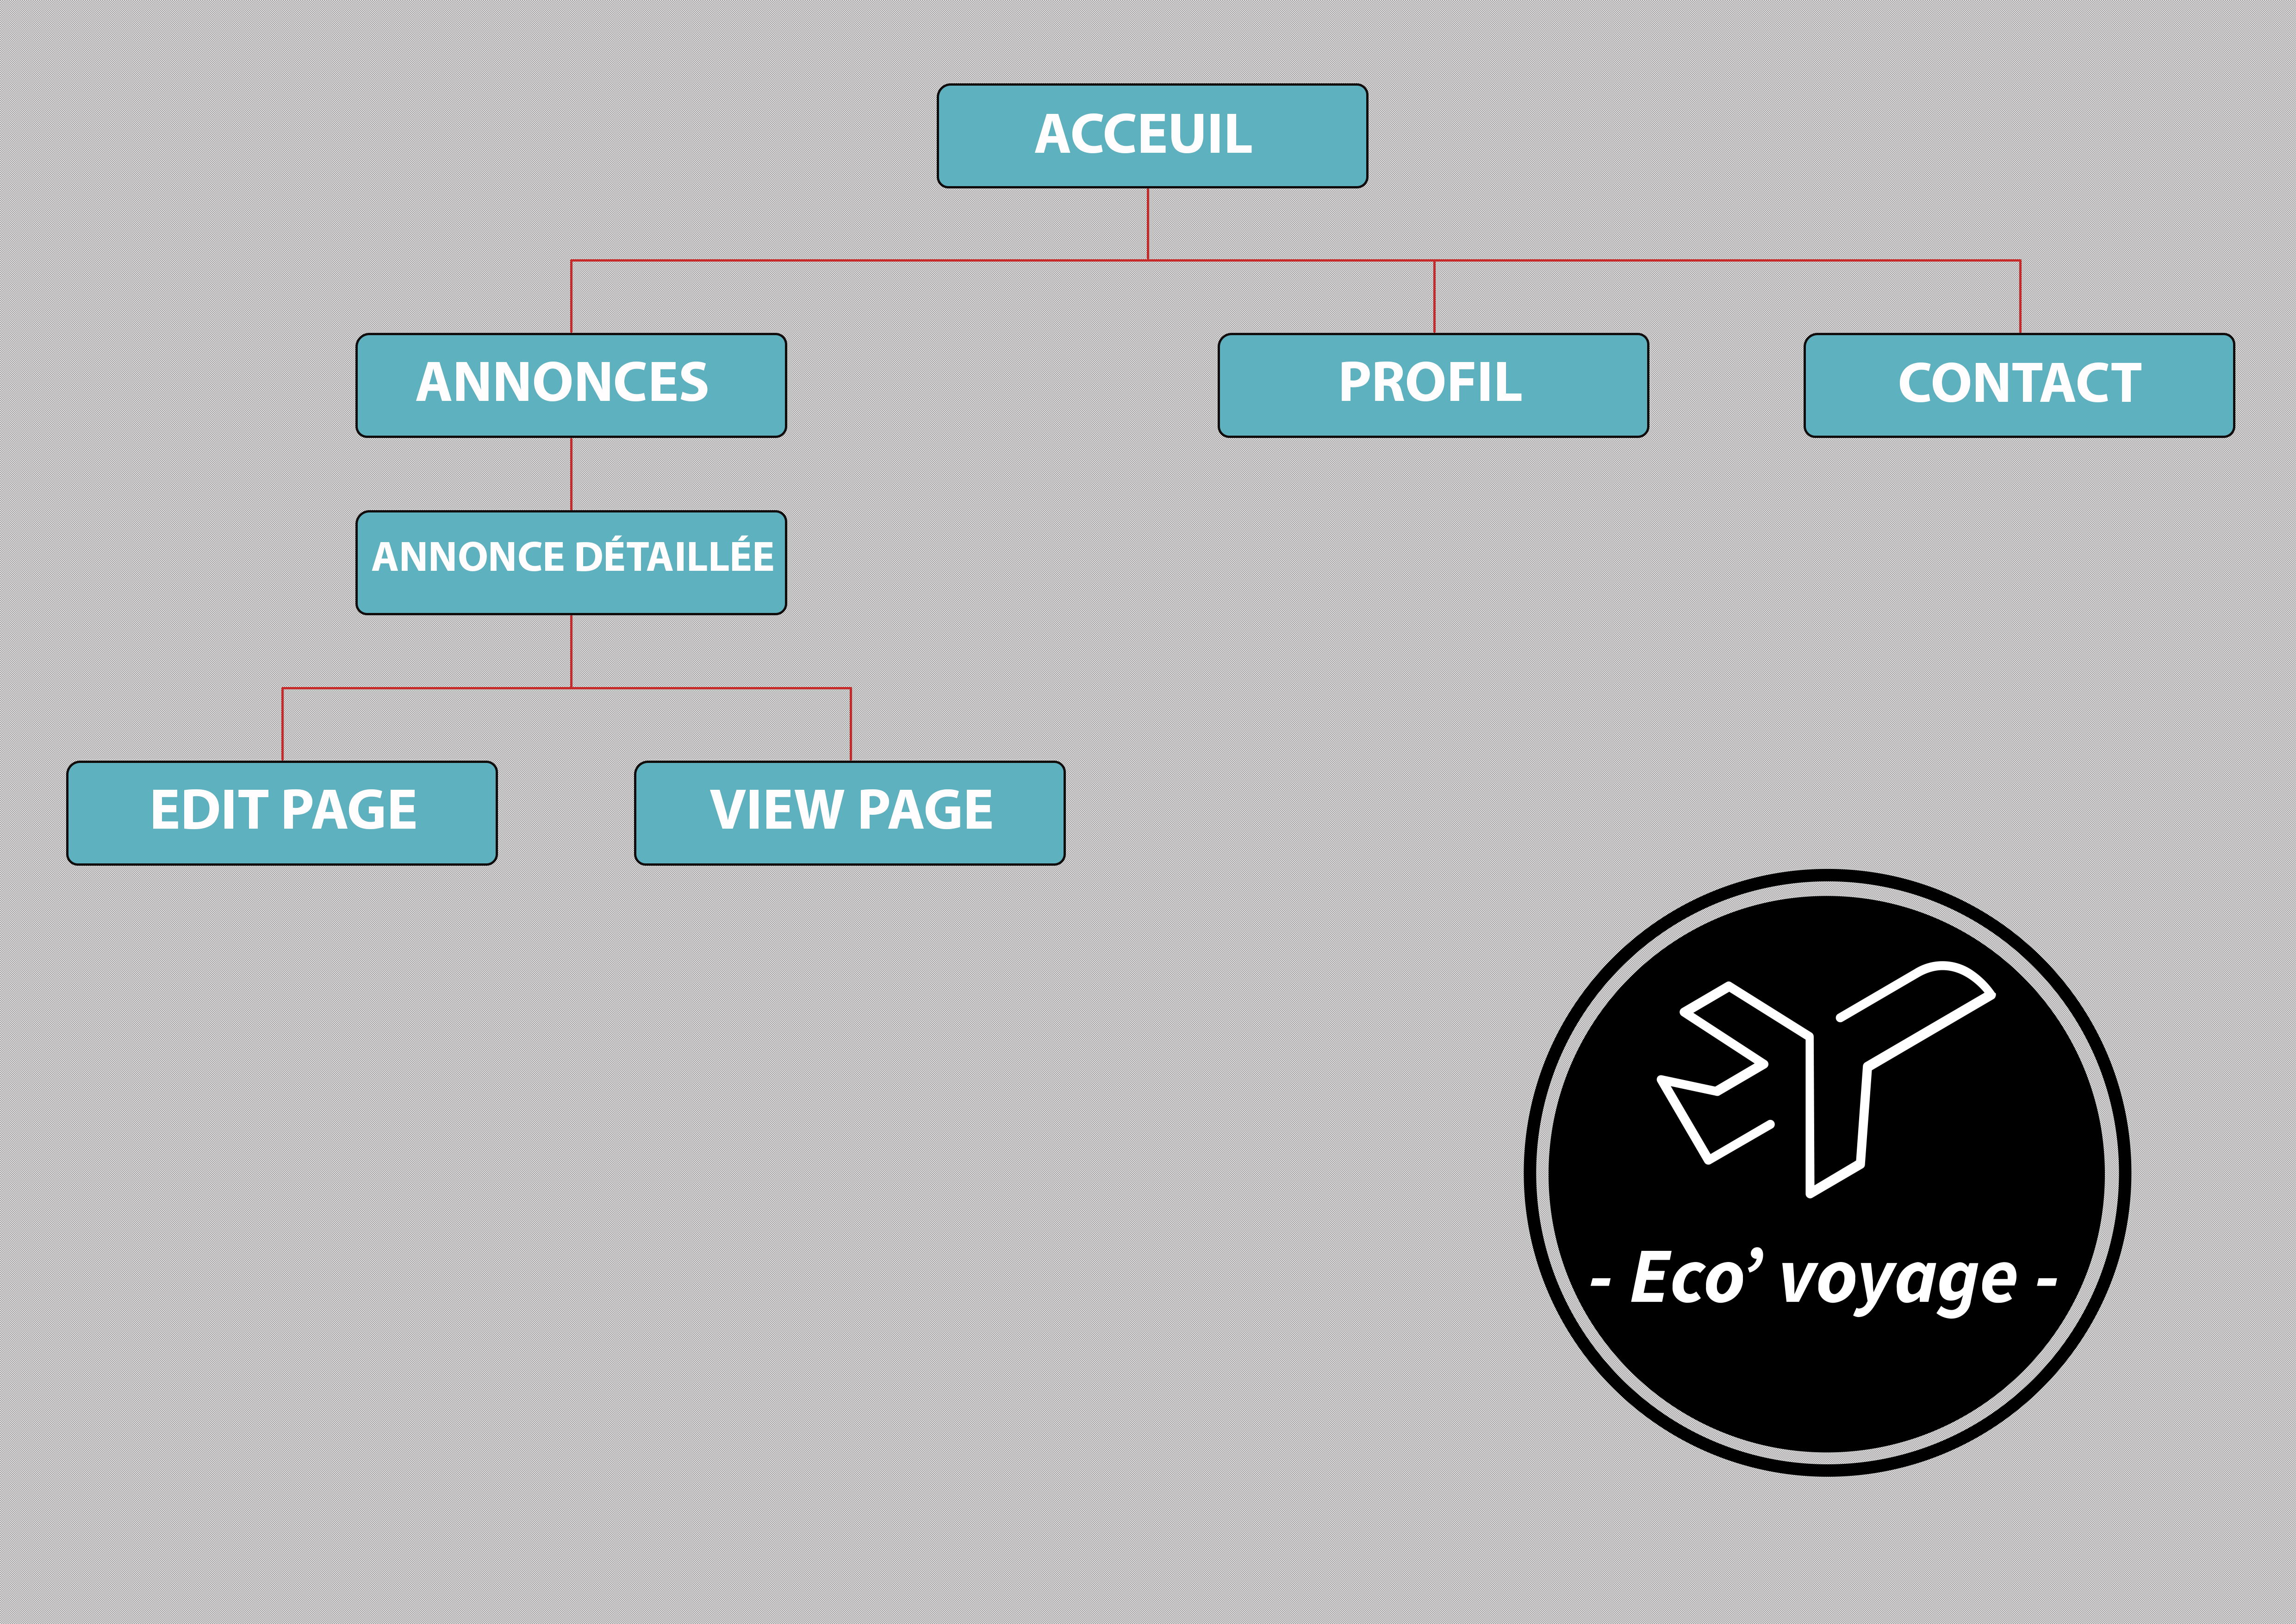 ACCEUIL
ANNONCES
PROFIL
CONTACT
ANNONCE DÉTAILLÉE
EDIT PAGE
VIEW PAGE
- Eco’ voyage -